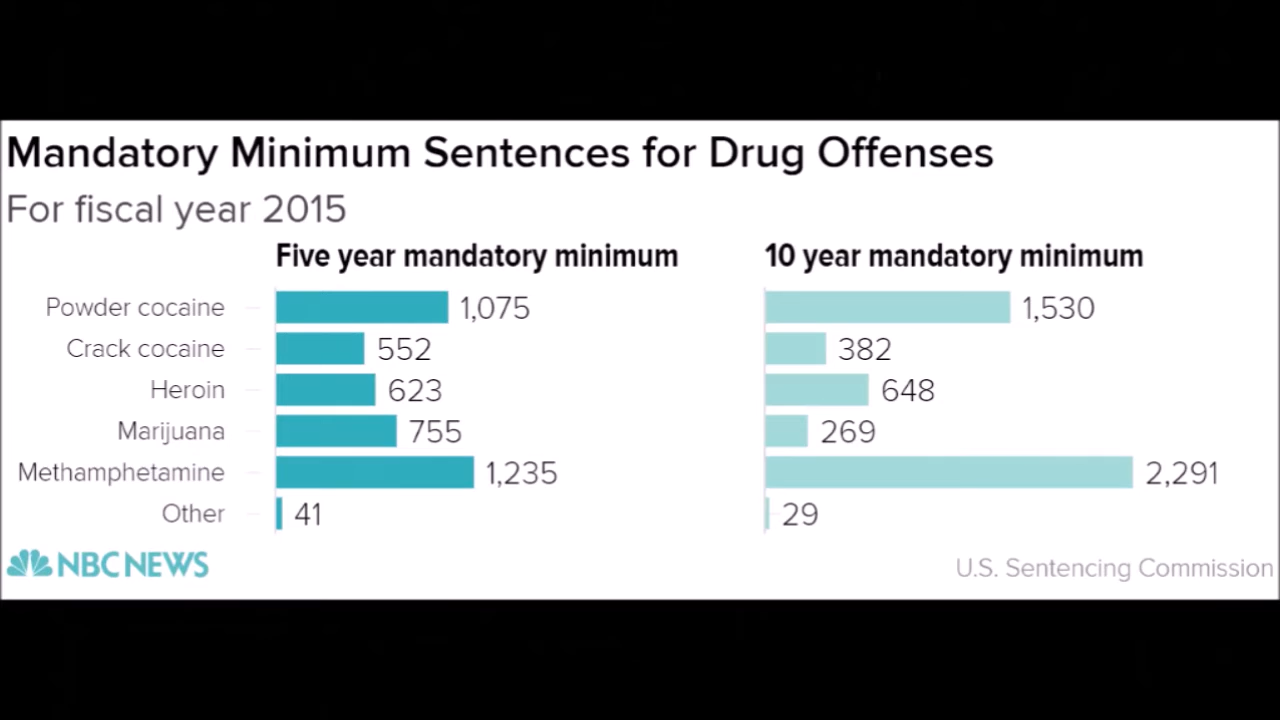 Mandatory Minimum Sentences for Drug Offenses
For fiscal year 2015
Five year mandatory minimum 10 year mandatory minimum
Powder cocaine 1,075 1,530
Crack cocaine 552 382
Heroin 623 648
Marijuana 755 269
Methamphetamine 1,235 2,291
Other 41 29
NBC NEWS U.S. Sentencing Commission